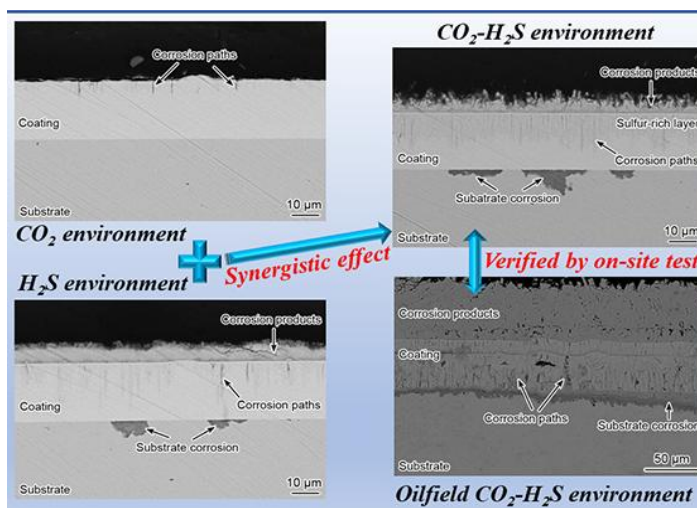 Corrosion paths
Coating
Substrate
10 μm
CO2 environment
H2S environment
Synergistic effect
Corrosion products
Coating
Corrosion paths
Substrate corrosion
Substrate
10 μm
CO2-H2S environment
Corrosion products
Sulfur-rich layer
Coating
Corrosion paths
Subatrate corrosion
Substrate
10 μm
Verified by on-site test
Corrosion products
Coating
Corrosion paths
Substrate corrosion
Substrate
50 μm
Oilfield CO2-H2S environment